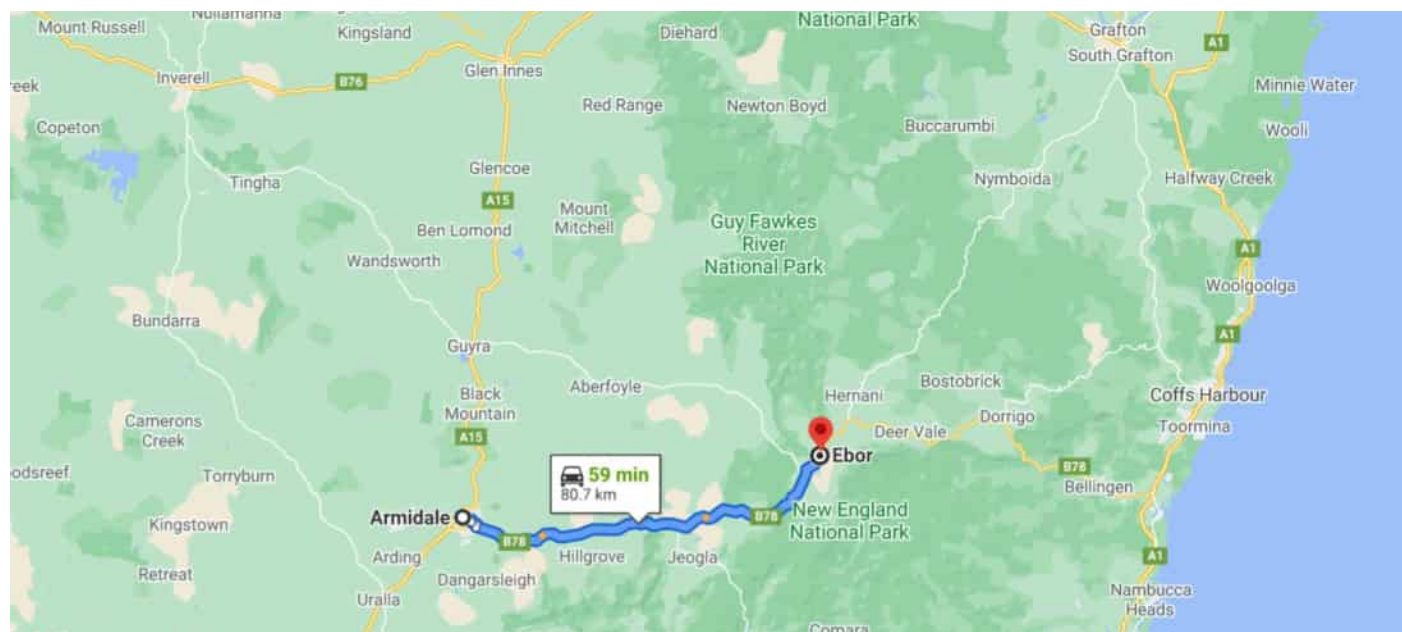 Mount Russell
Nullamanna
Kingsland
Diehard
National Park
Grafton
South Grafton
A1
Inverell
B76
Glen Innes
Minnie Water
Red Range
Newton Boyd
Copeton
Buccarumbi
Wooli
Glencoe
Tingha
Nymboida
Halfway Creek
A15
Mount
Mitchell
Ben Lomond
Guy Fawkes
River
National Park
A1
Wandsworth
Woolgoolga
Bundarra
A1
Guyra
Aberfoyle
Bostobrick
Black
Mountain
Hernani
Coffs Harbour
Camerons
Creek
Dorrigo
Deer Vale
Toormina
A15
Ebor
B78
oodsreef
Torryburn
59 min
80.7 km
Bellingen
Armidale
Kingstown
B78
New England
National Park
B78
Arding
Hillgrove
Jeogla
A1
Retreat
Dangarsleigh
Uralla
Nambucca
Heads
Comara